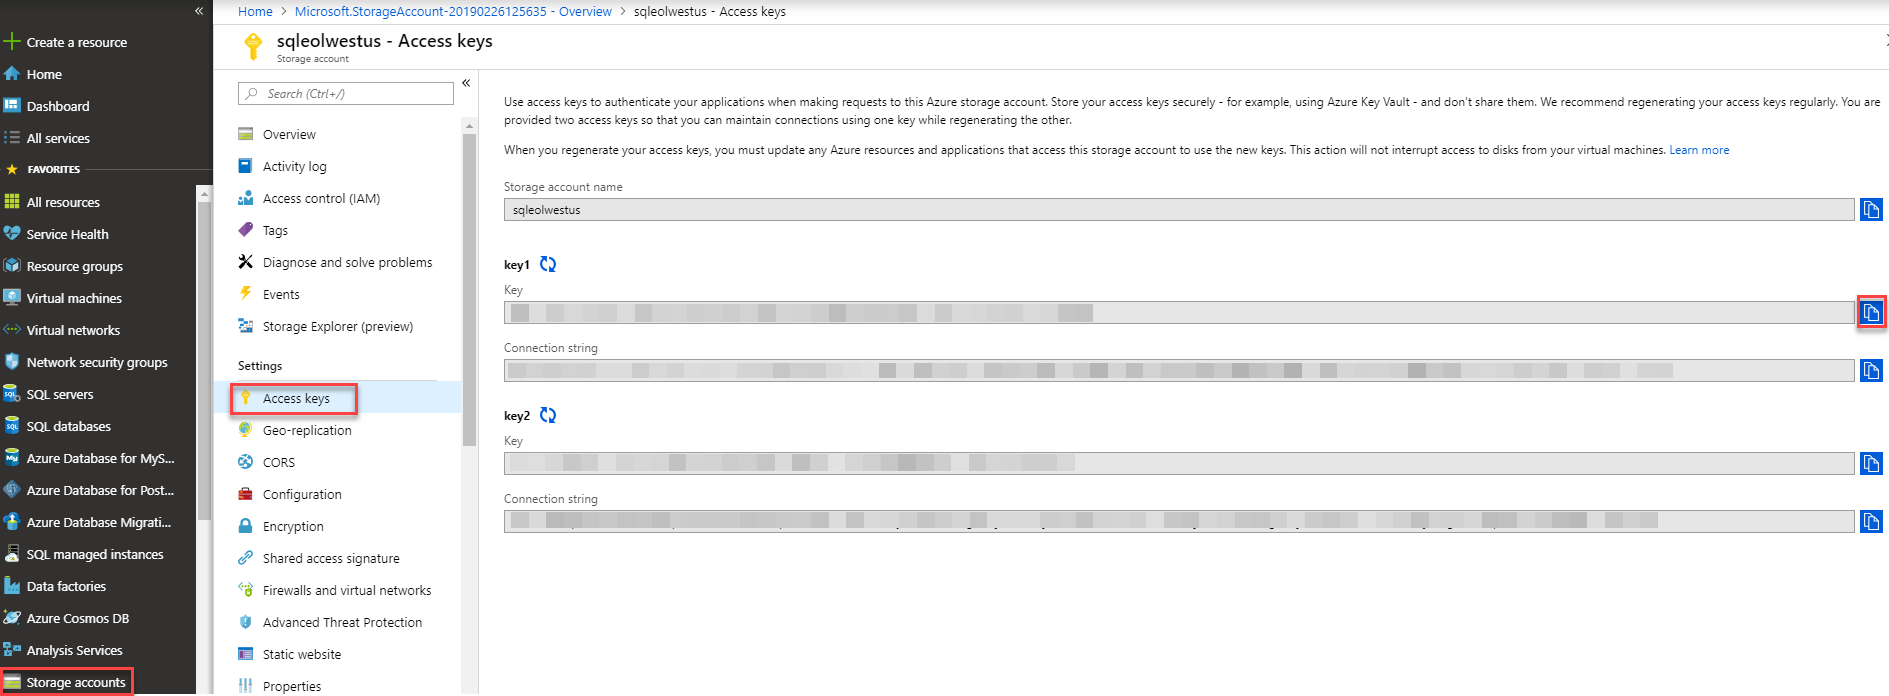 Home > Microsoft.StorageAccount-20190226125635 - Overview > sqleolwestus - Access keys
sqleolwestus - Access keys
Storage account
Create a resource
Home
Dashboard
All services
FAVORITES
All resources
Service Health
Resource groups
Virtual machines
Virtual networks
Network security groups
SQL servers
SQL databases
Azure Database for MyS...
Azure Database for Post...
Azure Database Migrati...
SQL managed instances
Data factories
Azure Cosmos DB
Analysis Services
Storage accounts
Search (Ctrl+/)
Overview
Activity log
Access control (IAM)
Tags
Diagnose and solve problems
Events
Storage Explorer (preview)
Settings
Access keys
Geo-replication
CORS
Configuration
Encryption
Shared access signature
Firewalls and virtual networks
Advanced Threat Protection
Static website
Properties
Use access keys to authenticate your applications when making requests to this Azure storage account. Store your access keys securely - for example, using Azure Key Vault - and don't share them. We recommend regenerating your access keys regularly. You are
provided two access keys so that you can maintain connections using one key while regenerating the other.
When you regenerate your access keys, you must update any Azure resources and applications that access this storage account to use the new keys. This action will not interrupt access to disks from your virtual machines. Learn more
Storage account name
sqleolwestus
key1
Key
Connection string
key2
Key
Connection string